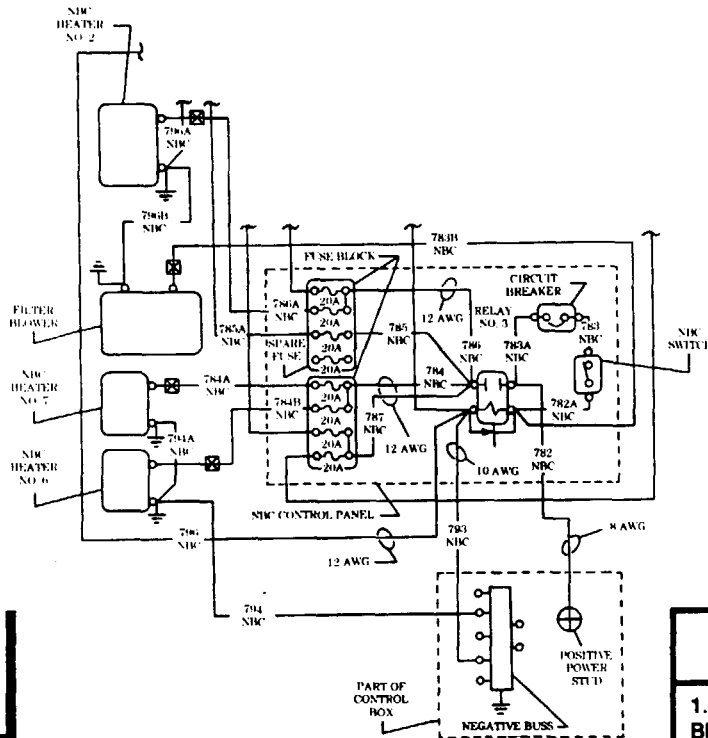 NBC
HEATER
NO. 2
796A
NBC
796B
NBC
783B
NBC
FUSE BLOCK
CIRCUIT
BREAKER
FILTER
BLOWER
785A
NBC
786A
NBC
20A
20A
20A
20A
SPARE
FUSE
785
NBC
12 AWG
786
NBC
RELAY
NO. 3
783A
NBC
783
NBC
NBC
SWITCH
NBC
HEATER
NO. 7
784A
NBC
784B
NBC
794A
NBC
20A
20A
20A
20A
784
NBC
787
NBC
12 AWG
782A
NBC
NBC
HEATER
NO. 6
10 AWG
782
NBC
NBC CONTROL PANEL
796
NBC
12 AWG
793
NBC
8 AWG
794
NBC
POSITIVE
POWER
STUD
PART OF
CONTROL
BOX
NEGATIVE BUSS
1.